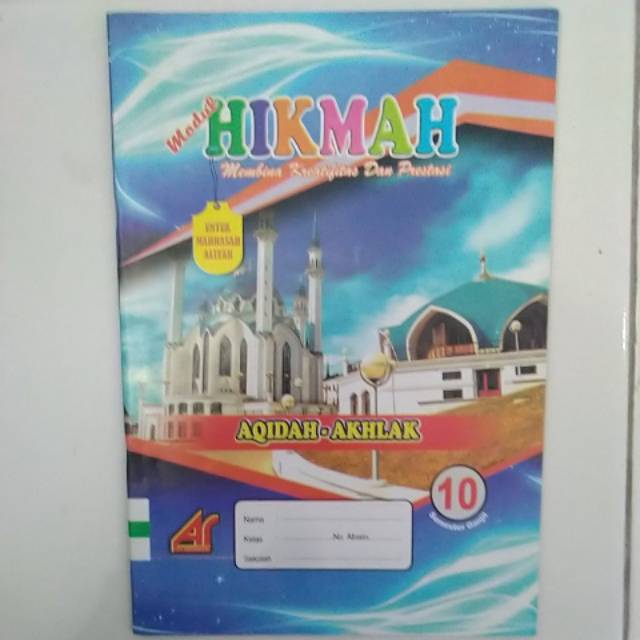 Modul
HIKMAH
Membina Kreatifitas Dan Prestasi
UNTUK
MADRASAH
ALIYAH
AQIDAH - AKHLAK
10
Semester Ganjil
Nama
Kelas No. Absen
Sekolah